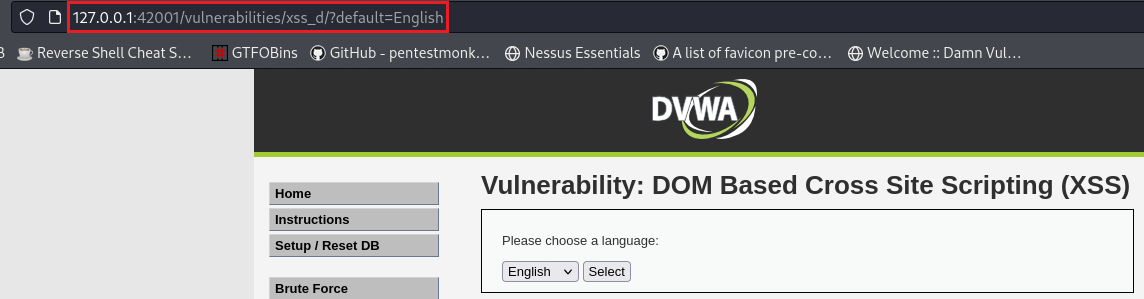 127.0.0.1:42001/vulnerabilities/xss_d/?default=English
Reverse Shell Cheat S… GTFOBins GitHub - pentestmonk… Nessus Essentials A list of favicon pre-co… Welcome :: Damn Vul…
DVWA
Vulnerability: DOM Based Cross Site Scripting (XSS)
Home
Instructions
Setup / Reset DB
Brute Force
Please choose a language:
English Select